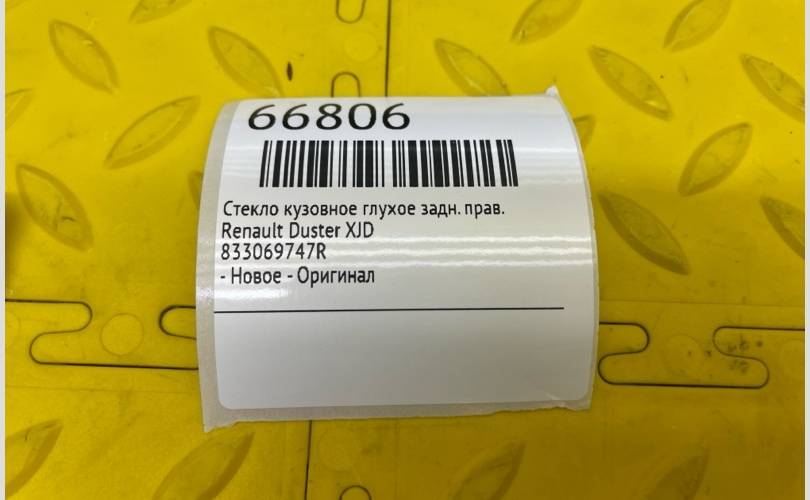 66806
Стекло кузовное глухое задн. прав.
Renault Duster XJD
833069747R
- Новое - Оригинал